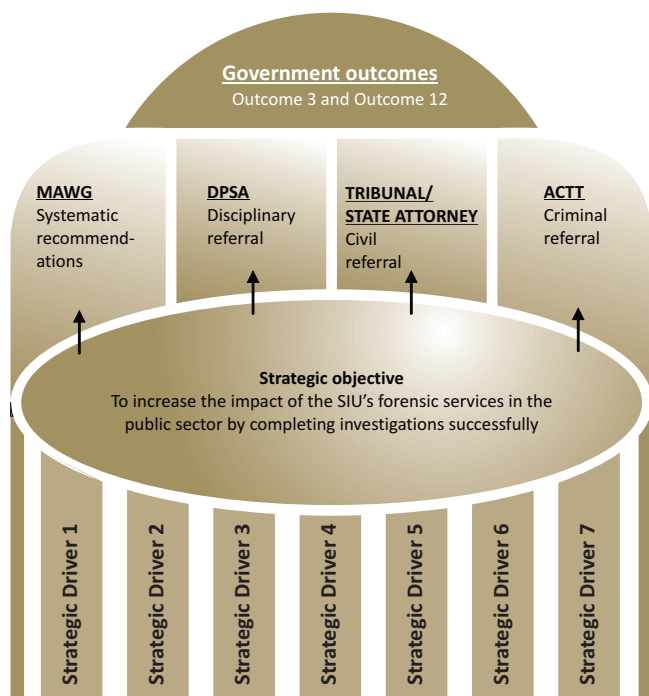 Government outcomes
Outcome 3 and Outcome 12
MAWG
Systematic
recommend-
ations
DPSA
Disciplinary
referral
TRIBUNAL/
STATE ATTORNEY
Civil
referral
ACTT
Criminal
referral
Strategic objective
To increase the impact of the SIU's forensic services in the
public sector by completing investigations successfully
Strategic Driver 1
Strategic Driver 2
Strategic Driver 3
Strategic Driver 4
Strategic Driver 5
Strategic Driver 6
Strategic Driver 7